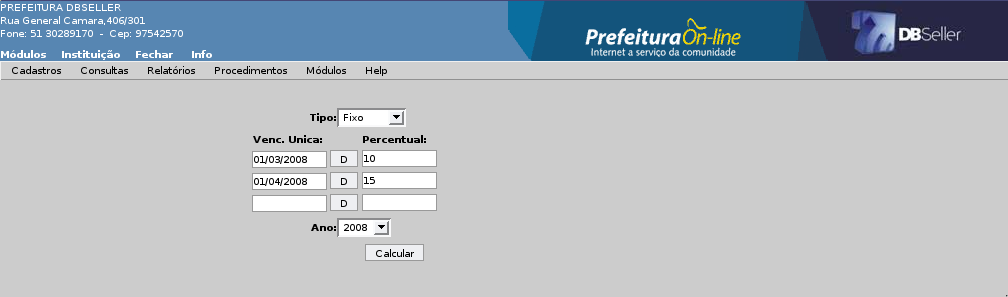 PREFEITURA DBSELLER
Rua General Camara,406/301
Fone: 51 30289170 - Cep: 97542570
Módulos Instituição Fechar Info
Prefeitura On-line
Internet a serviço da comunidade
DBSeller
Cadastros Consultas Relatórios Procedimentos Módulos Help
Tipo: Fixo
Venc. Unica: Percentual:
01/03/2008 D 10
01/04/2008 D 15
D
Ano: 2008
Calcular